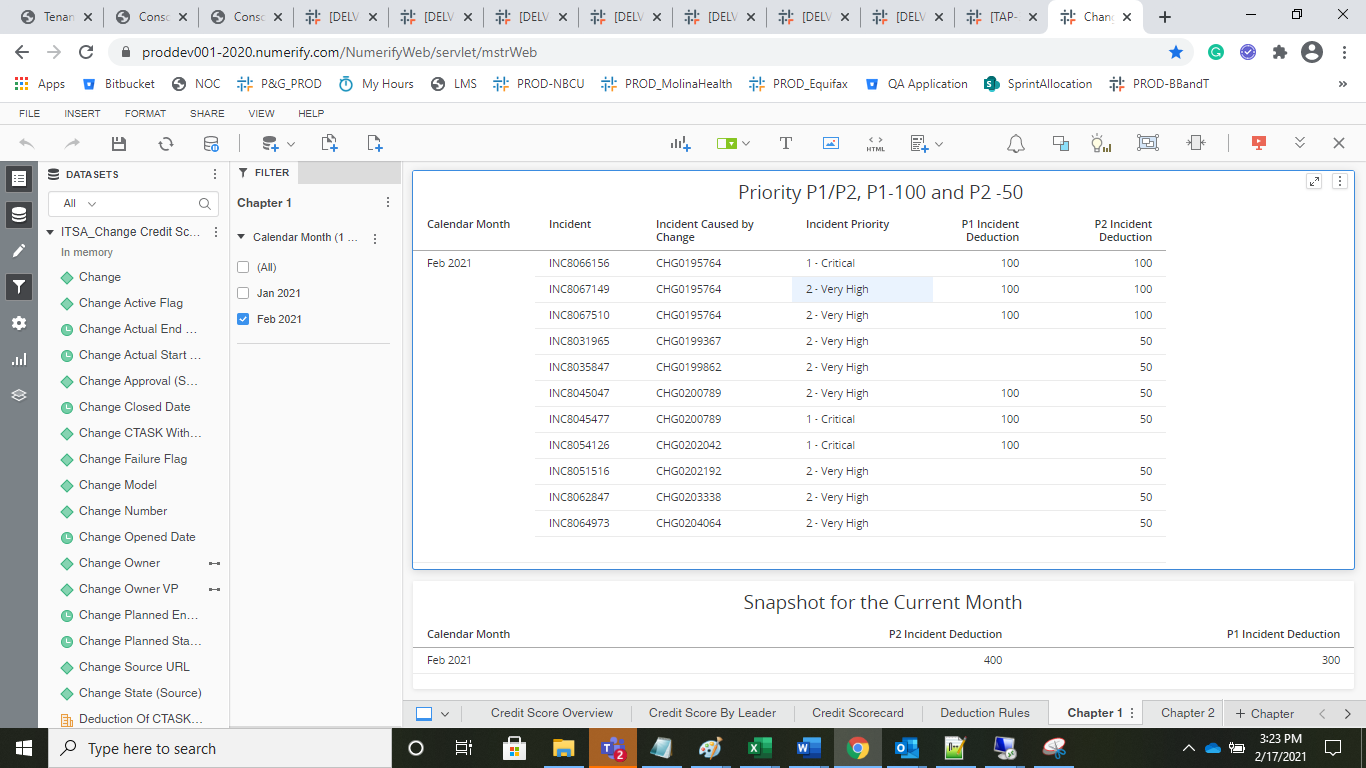 Tenan
Consc
Consc
[DELV
[DELV
[DELV
[DELV
[DELV
[DELV
[DELV
[TAP-
Chan
proddev001-2020.numerify.com/NumerifyWeb/servlet/mstrWeb
Apps
Bitbucket
NOC
P&G_PROD
My Hours
LMS
PROD-NBCU
PROD_MolinaHealth
PROD_Equifax
QA Application
SprintAllocation
PROD-BBandT
FILE INSERT FORMAT SHARE VIEW HELP
HTML
DATASETS
All
ITSA_Change Credit Sc...
In memory
Change
Change Active Flag
Change Actual End ...
Change Actual Start ...
Change Approval (S...
Change Closed Date
Change CTASK With...
Change Failure Flag
Change Model
Change Number
Change Opened Date
Change Owner
Change Owner VP
Change Planned En...
Change Planned Sta...
Change Source URL
Change State (Source)
Deduction Of CTASK...
FILTER
Chapter 1
Calendar Month (1 ...
(All)
Jan 2021
Feb 2021
Priority P1/P2, P1-100 and P2 -50
Calendar Month Incident Incident Caused by Change Incident Priority P1 Incident Deduction P2 Incident Deduction
Feb 2021 INC8066156 CHG0195764 1 - Critical 100 100
INC8067149 CHG0195764 2 - Very High 100 100
INC8067510 CHG0195764 2 - Very High 100 100
INC8031965 CHG0199367 2 - Very High 50
INC8035847 CHG0199862 2 - Very High 50
INC8045047 CHG0200789 2 - Very High 100 50
INC8045477 CHG0200789 1 - Critical 100 50
INC8054126 CHG0202042 1 - Critical 100
INC8051516 CHG0202192 2 - Very High 50
INC8062847 CHG0203338 2 - Very High 50
INC8064973 CHG0204064 2 - Very High 50
Snapshot for the Current Month
Calendar Month P2 Incident Deduction P1 Incident Deduction
Feb 2021 400 300
Credit Score Overview Credit Score By Leader Credit Scorecard Deduction Rules Chapter 1 Chapter 2 + Chapter
Type here to search
2
3:23 PM
2/17/2021